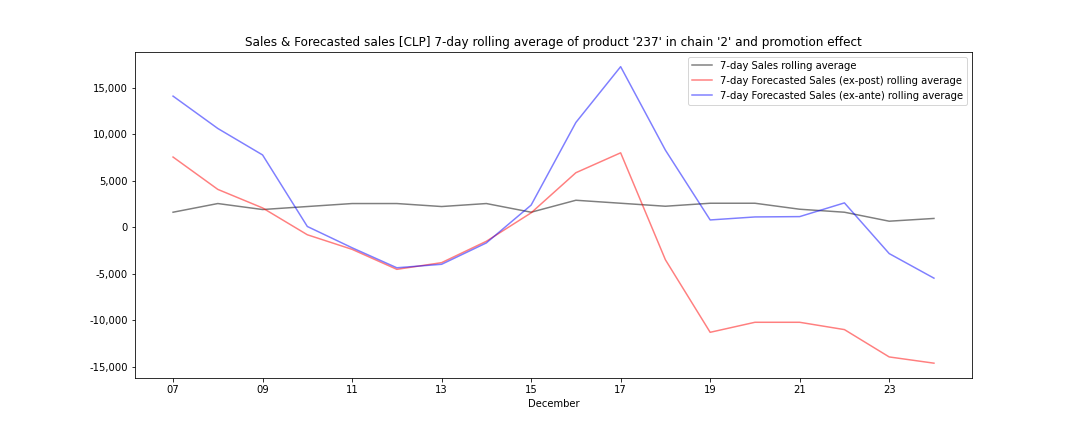 Sales & Forecasted sales [CLP] 7-day rolling average of product '237' in chain '2' and promotion effect
7-day Sales rolling average
7-day Forecasted Sales (ex-post) rolling average
7-day Forecasted Sales (ex-ante) rolling average
15,000
10,000
5,000
0
-5,000
-10,000
-15,000
07 09 11 13 15 17 19 21 23
December